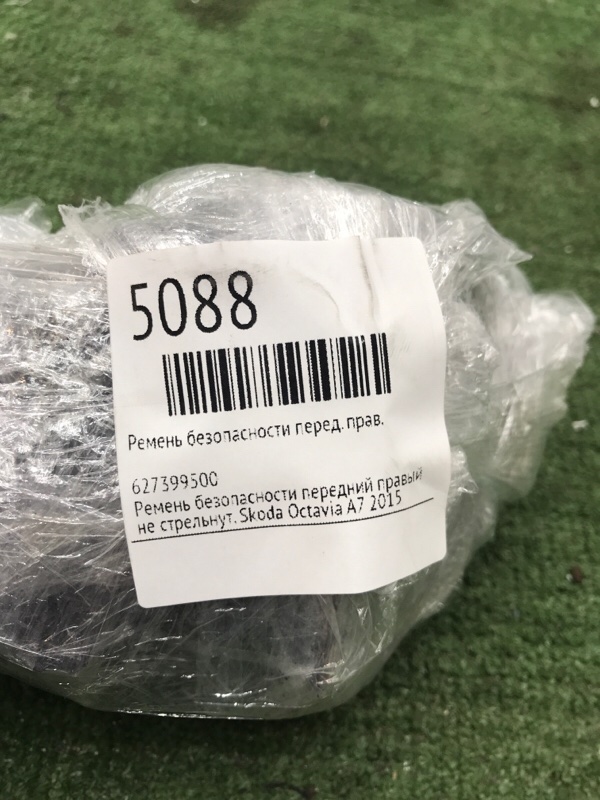 5088
Ремень безопасности перед. прав.
627399500
Ремень безопасности передний правый
не стрельнут. Skoda Octavia A7 2015